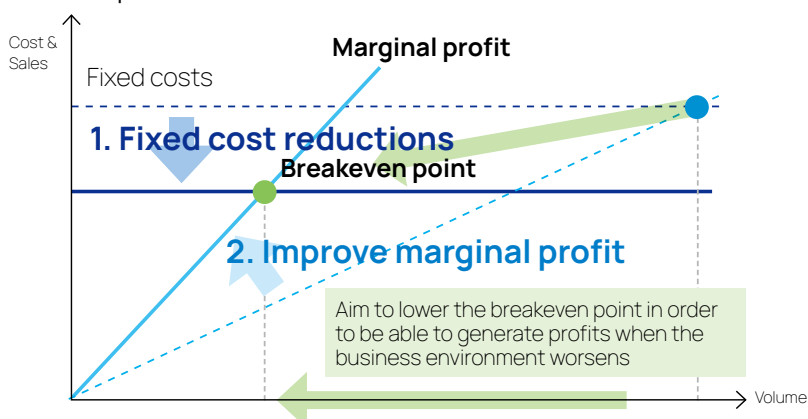 Cost &
Sales
Marginal profit
Fixed costs
1. Fixed cost reductions
Breakeven point
2. Improve marginal profit
Aim to lower the breakeven point in order
to be able to generate profits when the
business environment worsens
Volume